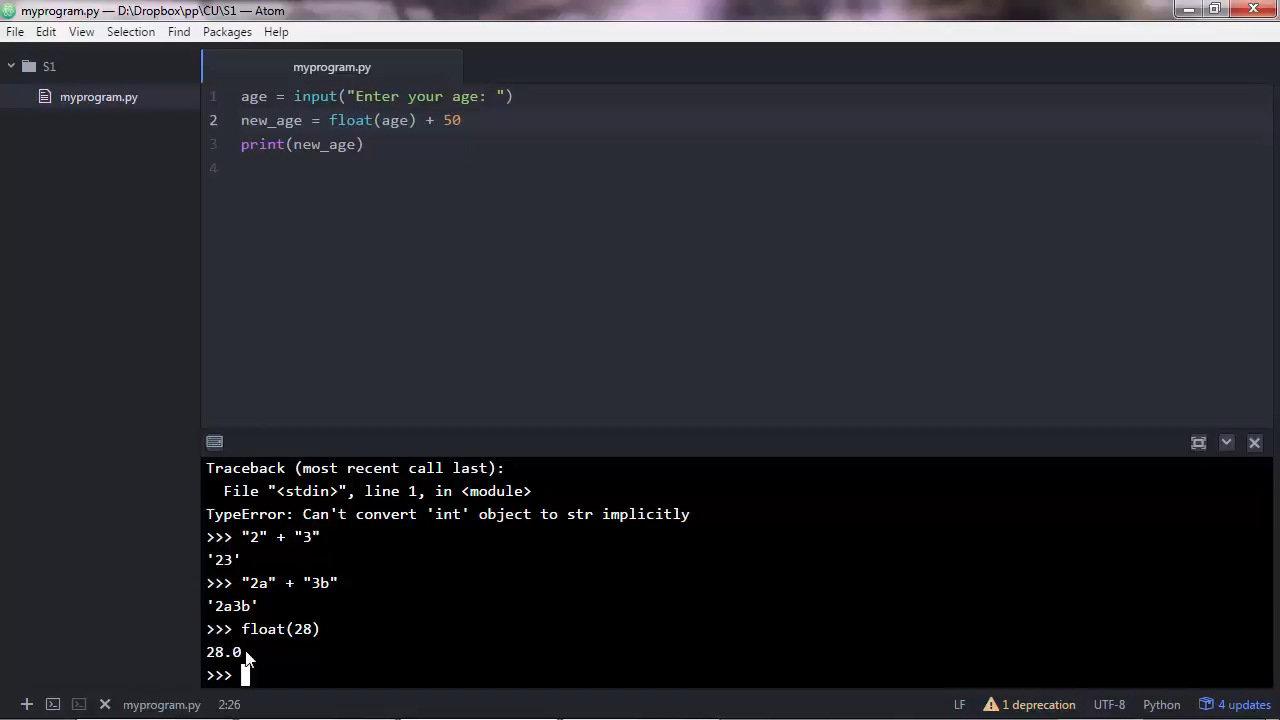 myprogram.py — D:\Dropbox\pp\CU\S1 — Atom
File Edit View Selection Find Packages Help
S1
myprogram.py
myprogram.py
1 age = input("Enter your age: ")
2 new_age = float(age) + 50
3 print(new_age)
4
Traceback (most recent call last):
File "<stdin>", line 1, in <module>
TypeError: Can't convert 'int' object to str implicitly
>>> "2" + "3"
'23'
>>> "2a" + "3b"
'2a3b'
>>> float(28)
28.0
>>>
myprogram.py 2:26 LF 1 deprecation UTF-8 Python 4 updates